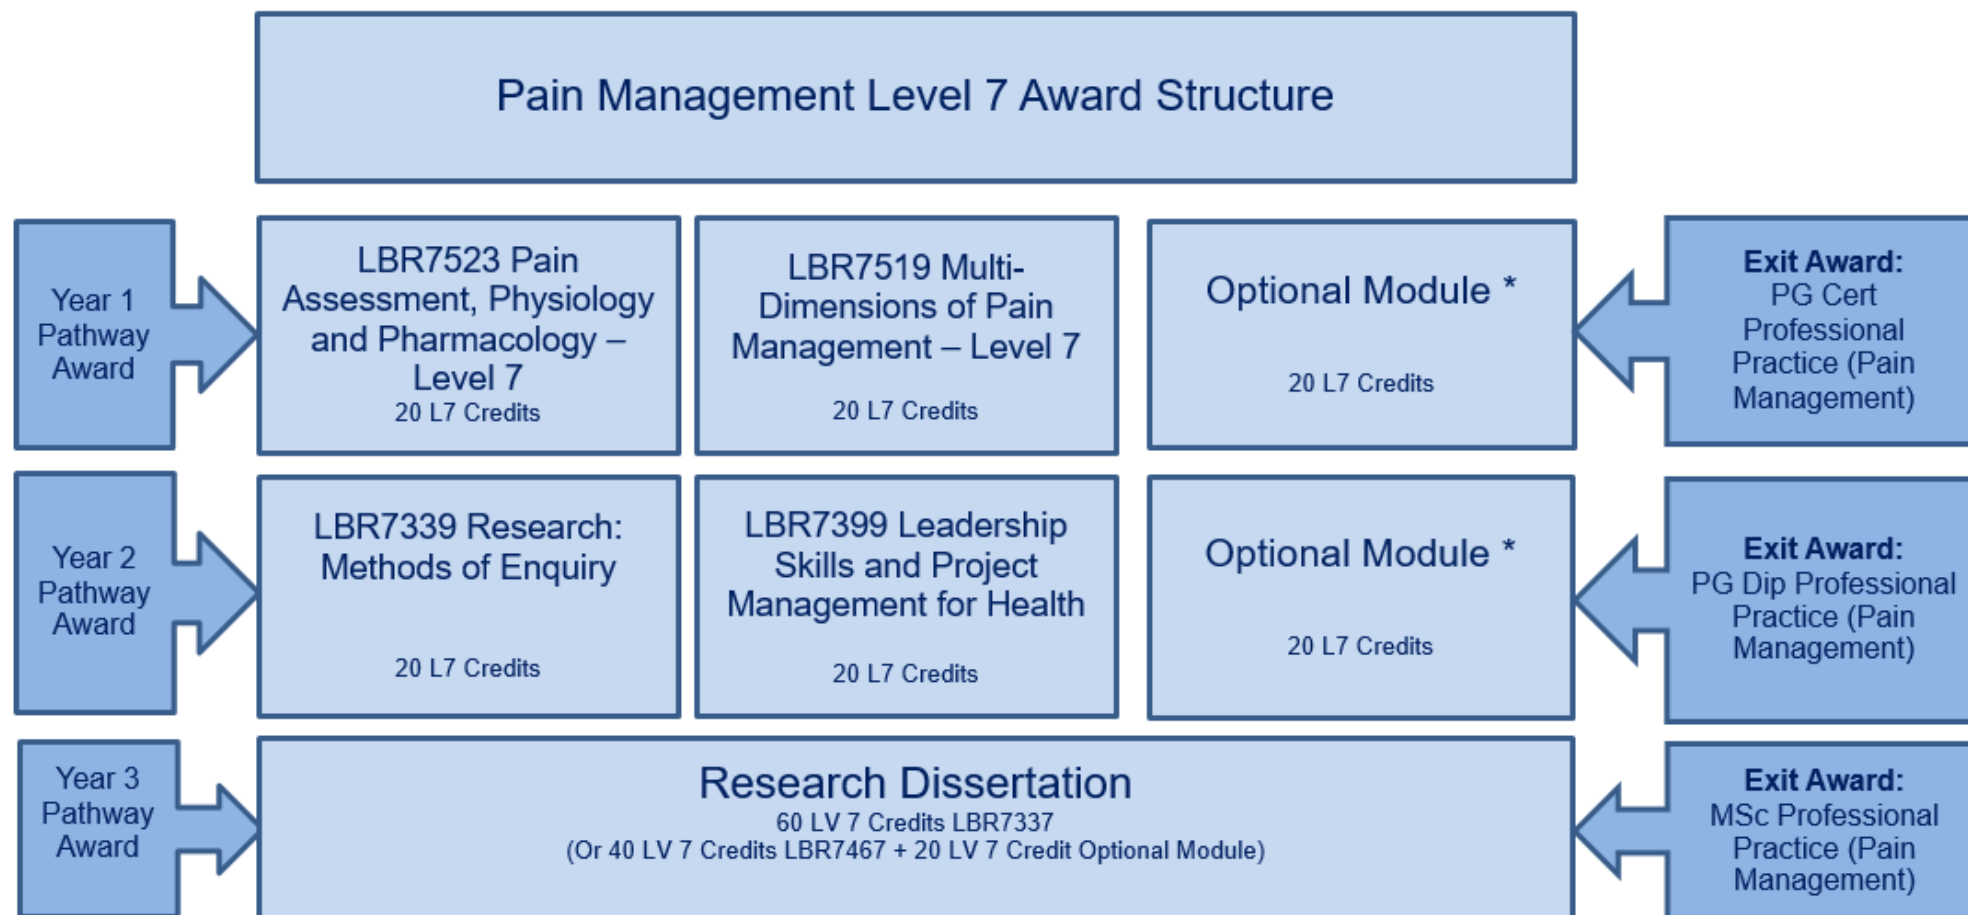 Pain Management Level 7 Award Structure
Year 1
Pathway
Award
LBR7523 Pain
Assessment, Physiology
and Pharmacology –
Level 7
20 L7 Credits
LBR7519 Multi-
Dimensions of Pain
Management – Level 7
20 L7 Credits
Optional Module *
20 L7 Credits
Exit Award:
PG Cert
Professional
Practice (Pain
Management)
Year 2
Pathway
Award
LBR7339 Research:
Methods of Enquiry
20 L7 Credits
LBR7399 Leadership
Skills and Project
Management for Health
20 L7 Credits
Optional Module *
20 L7 Credits
Exit Award:
PG Dip Professional
Practice (Pain
Management)
Year 3
Pathway
Award
Research Dissertation
60 LV 7 Credits LBR7337
(Or 40 LV 7 Credits LBR7467 + 20 LV 7 Credit Optional Module)
Exit Award:
MSc Professional
Practice (Pain
Management)